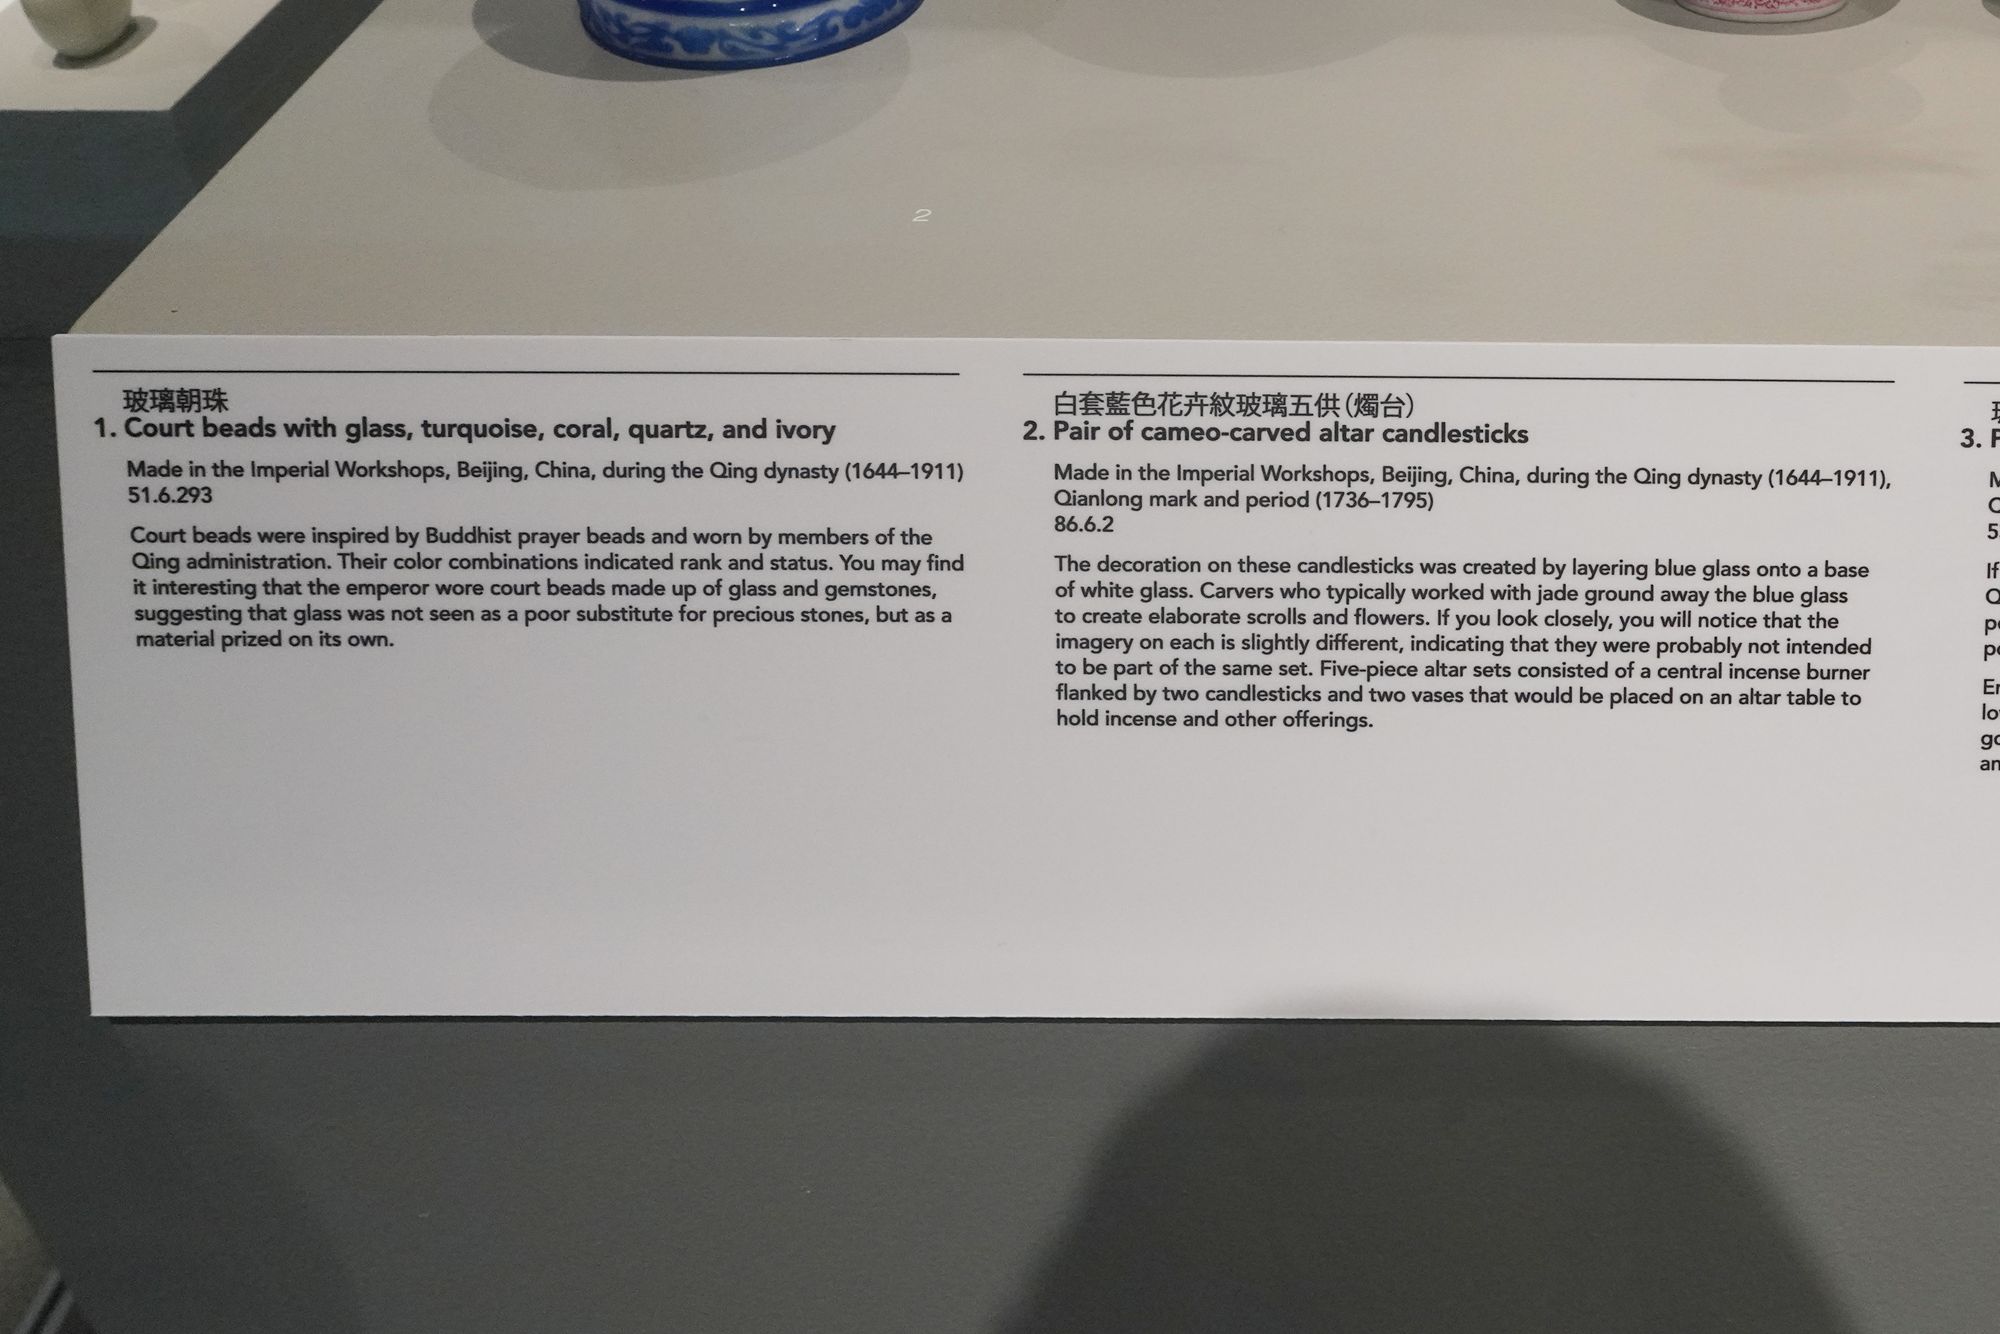 2
玻璃朝珠
1. Court beads with glass, turquoise, coral, quartz, and ivory
Made in the Imperial Workshops, Beijing, China, during the Qing dynasty (1644–1911)
51.6.293
Court beads were inspired by Buddhist prayer beads and worn by members of the
Qing administration. Their color combinations indicated rank and status. You may find
it interesting that the emperor wore court beads made up of glass and gemstones,
suggesting that glass was not seen as a poor substitute for precious stones, but as a
material prized on its own.
白套藍色花卉紋玻璃五供(燭台)
2. Pair of cameo-carved altar candlesticks
Made in the Imperial Workshops, Beijing, China, during the Qing dynasty (1644–1911),
Qianlong mark and period (1736–1795)
86.6.2
The decoration on these candlesticks was created by layering blue glass onto a base
of white glass. Carvers who typically worked with jade ground away the blue glass
to create elaborate scrolls and flowers. If you look closely, you will notice that the
imagery on each is slightly different, indicating that they were probably not intended
to be part of the same set. Five-piece altar sets consisted of a central incense burner
flanked by two candlesticks and two vases that would be placed on an altar table to
hold incense and other offerings.
3.
If